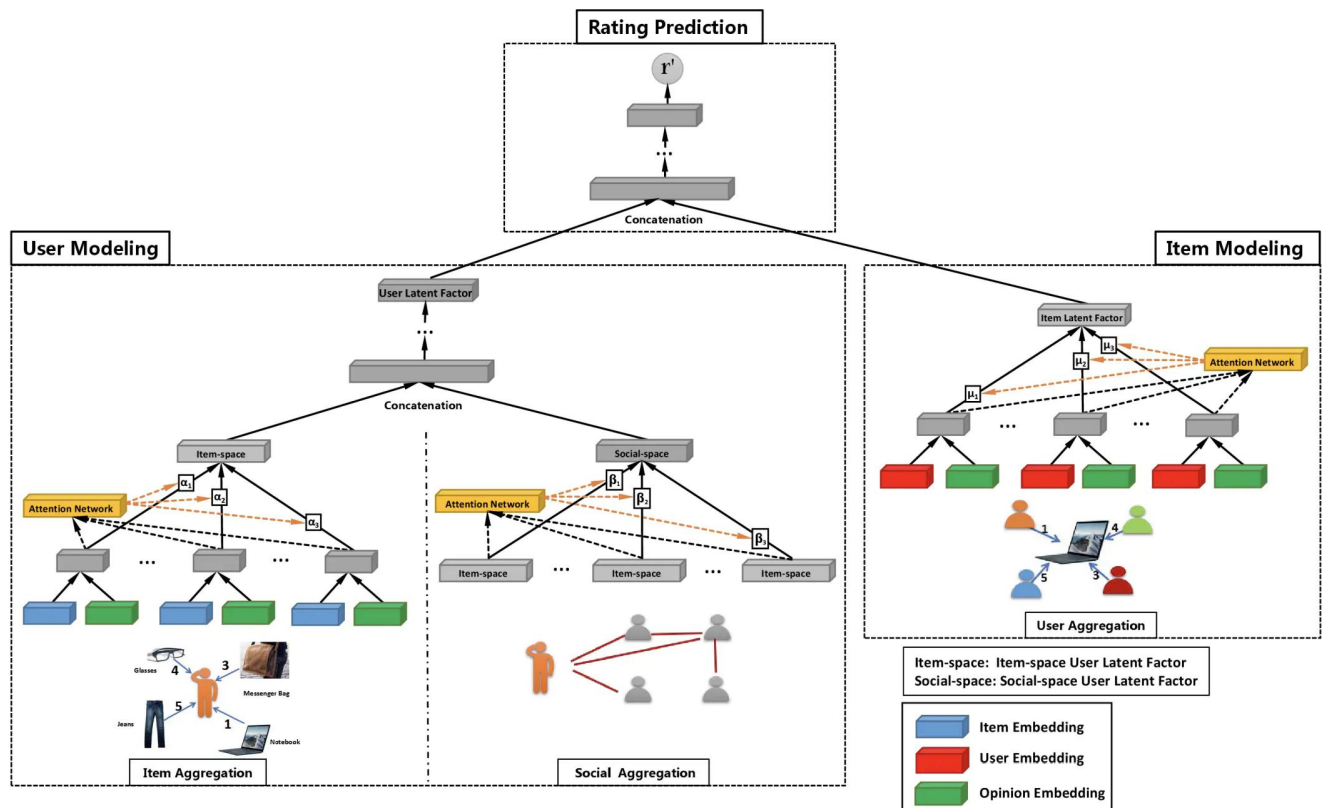 Rating Prediction
r'
...
Concatenation
User Modeling
User Latent Factor
...
Concatenation
Item-space
Attention Network
α1
α2
α3
...
...
Glasses
4
3
Messenger Bag
Jeans
5
1
Notebook
Item Aggregation
Social-space
Attention Network
β1
β2
β3
Item-space
...
Item-space
...
Item-space
Social Aggregation
Item Modeling
Item Latent Factor
μ3
μ2
μ1
Attention Network
...
...
1
4
5
3
User Aggregation
Item-space: Item-space User Latent Factor
Social-space: Social-space User Latent Factor
Item Embedding
User Embedding
Opinion Embedding